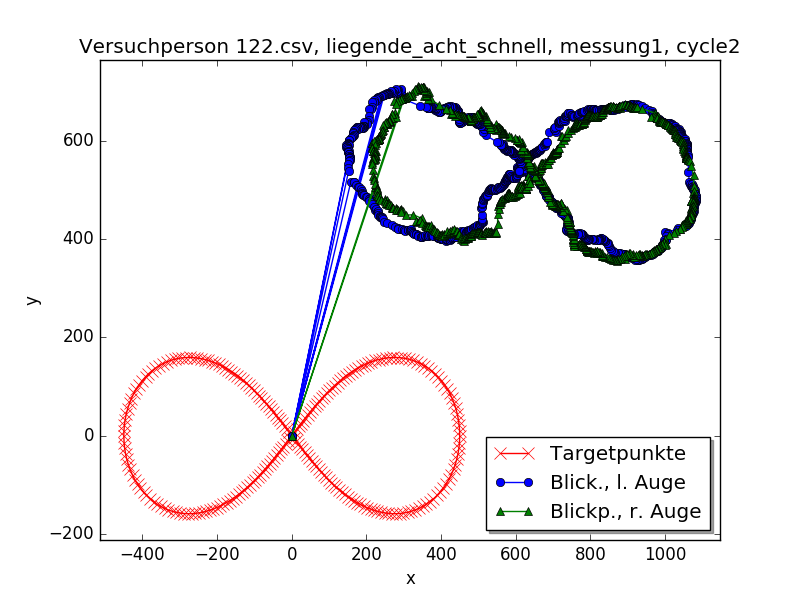 Versuchperson 122.csv, liegende_acht_schnell, messung1, cycle2
y
600
400
200
0
−200
−400
−200
0
200
400
600
800
1000
x
Targetpunkte
Blick., l. Auge
Blickp., r. Auge